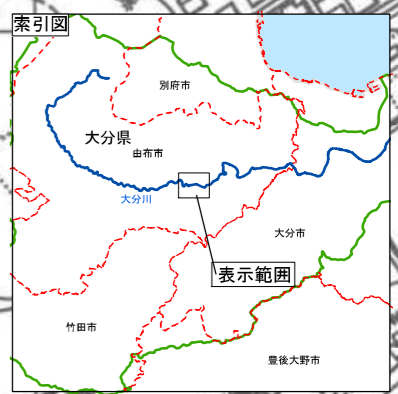 索引図
別府市
大分県
由布市
大分川
大分市
表示範囲
竹田市
豊後大野市